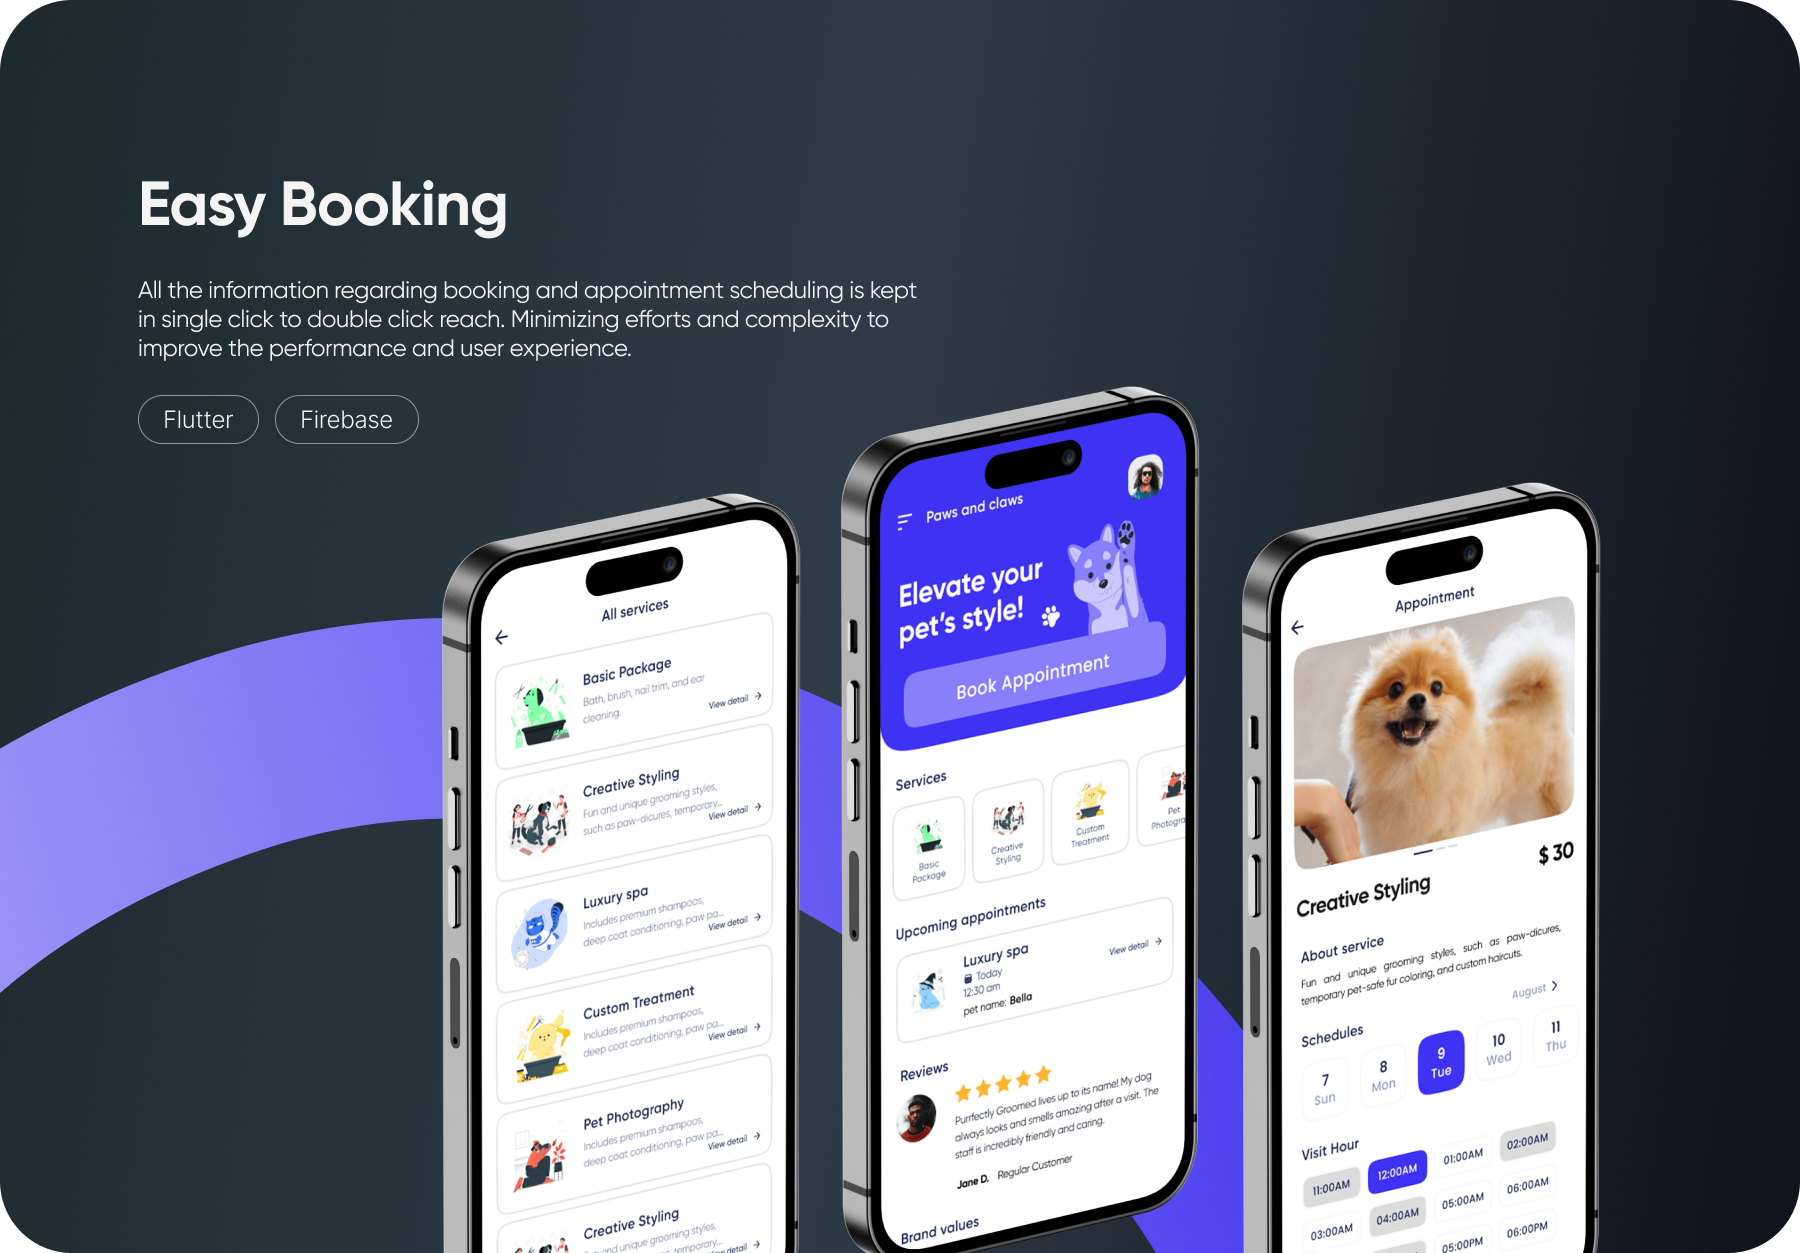 Easy Booking
All the information regarding booking and appointment scheduling is kept
in single click to double click reach. Minimizing efforts and complexity to
improve the performance and user experience.
Flutter
Firebase
All services
Basic Package
Bath, brush, nail trim, and ear
cleaning.
View detail
Creative Styling
Fun and unique grooming styles,
such as paw-dicures, temporary...
View detail
Luxury spa
Includes premium shampoos,
deep coat conditioning, paw pa...
View detail
Custom Treatment
Includes premium shampoos,
deep coat conditioning, paw pa...
View detail
Pet Photography
Includes premium shampoos,
deep coat conditioning, paw pa...
View detail
Creative Styling
Fun and unique grooming styles,
temporary...
detail
Paws and claws
Elevate your
pet's style!
Book Appointment
Services
Basic
Package
Creative
Styling
Custom
Treatment
Pet
Photogra
Upcoming appointments
Luxury spa
Today
12:30 am
pet name: Bella
View detail
Reviews
Purrfectly Groomed lives up to its name! My dog
always looks and smells amazing after a visit. The
staff is incredibly friendly and caring.
Jane D. Regular Customer
Brand values
Appointment
$ 30
Creative Styling
About service
Fun and unique grooming styles, such as paw-dicures,
temporary pet-safe fur coloring, and custom haircuts.
August
Schedules
7
Sun
8
Mon
9
Tue
10
Wed
11
Thu
Visit Hour
11:00AM
12:00AM
01:00AM
02:00AM
03:00AM
04:00AM
05:00AM
06:00AM
05:00PM
06:00PM